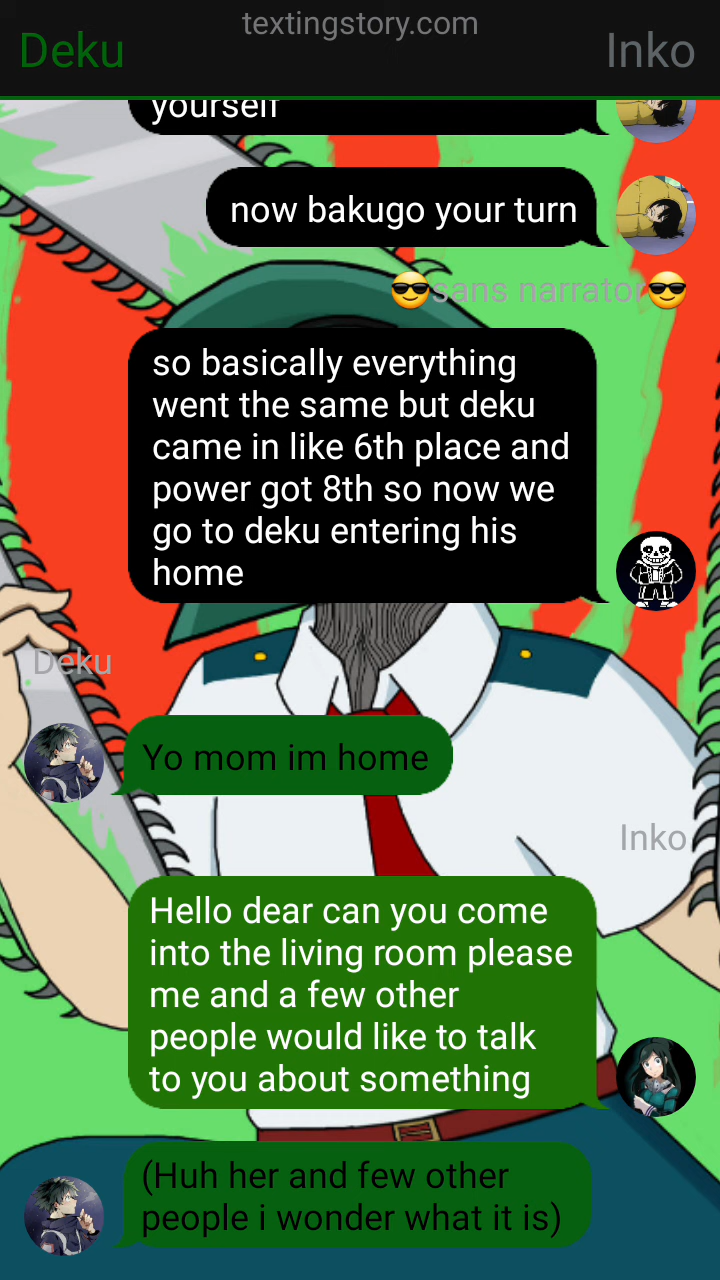 textingstory.com
Deku
Inko
yourself
now bakugo your turn
😎sans narrator😎
so basically everything
went the same but deku
came in like 6th place and
power got 8th so now we
go to deku entering his
home
Deku
Yo mom im home
Inko
Hello dear can you come
into the living room please
me and a few other
people would like to talk
to you about something
(Huh her and few other
people i wonder what it is)